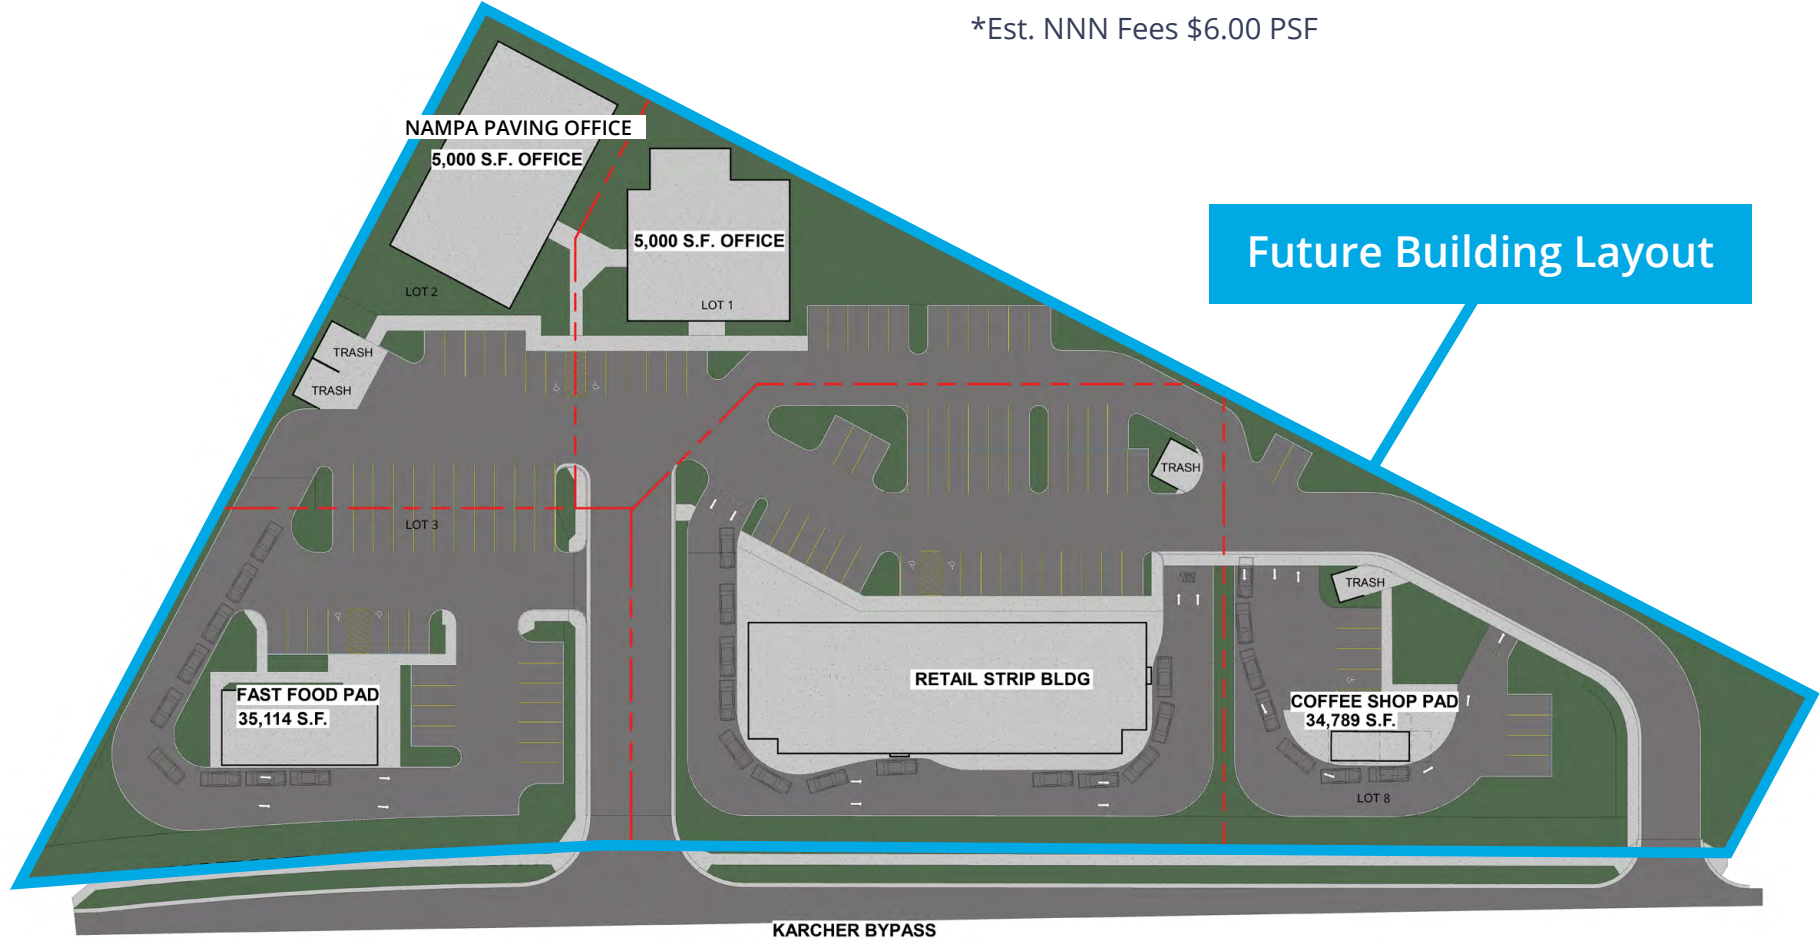 *Est. NNN Fees $6.00 PSF
NAMPA PAVING OFFICE
5,000 S.F. OFFICE
5,000 S.F. OFFICE
Future Building Layout
LOT 2
LOT 1
TRASH
TRASH
TRASH
LOT 3
TRASH
RETAIL STRIP BLDG
FAST FOOD PAD
35,114 S.F.
COFFEE SHOP PAD
34,789 S.F.
LOT 8
KARCHER BYPASS